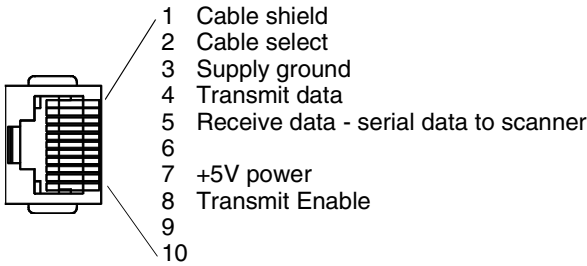 1 Cable shield
2 Cable select
3 Supply ground
4 Transmit data
5 Receive data - serial data to scanner
6
7 +5V power
8 Transmit Enable
9
10